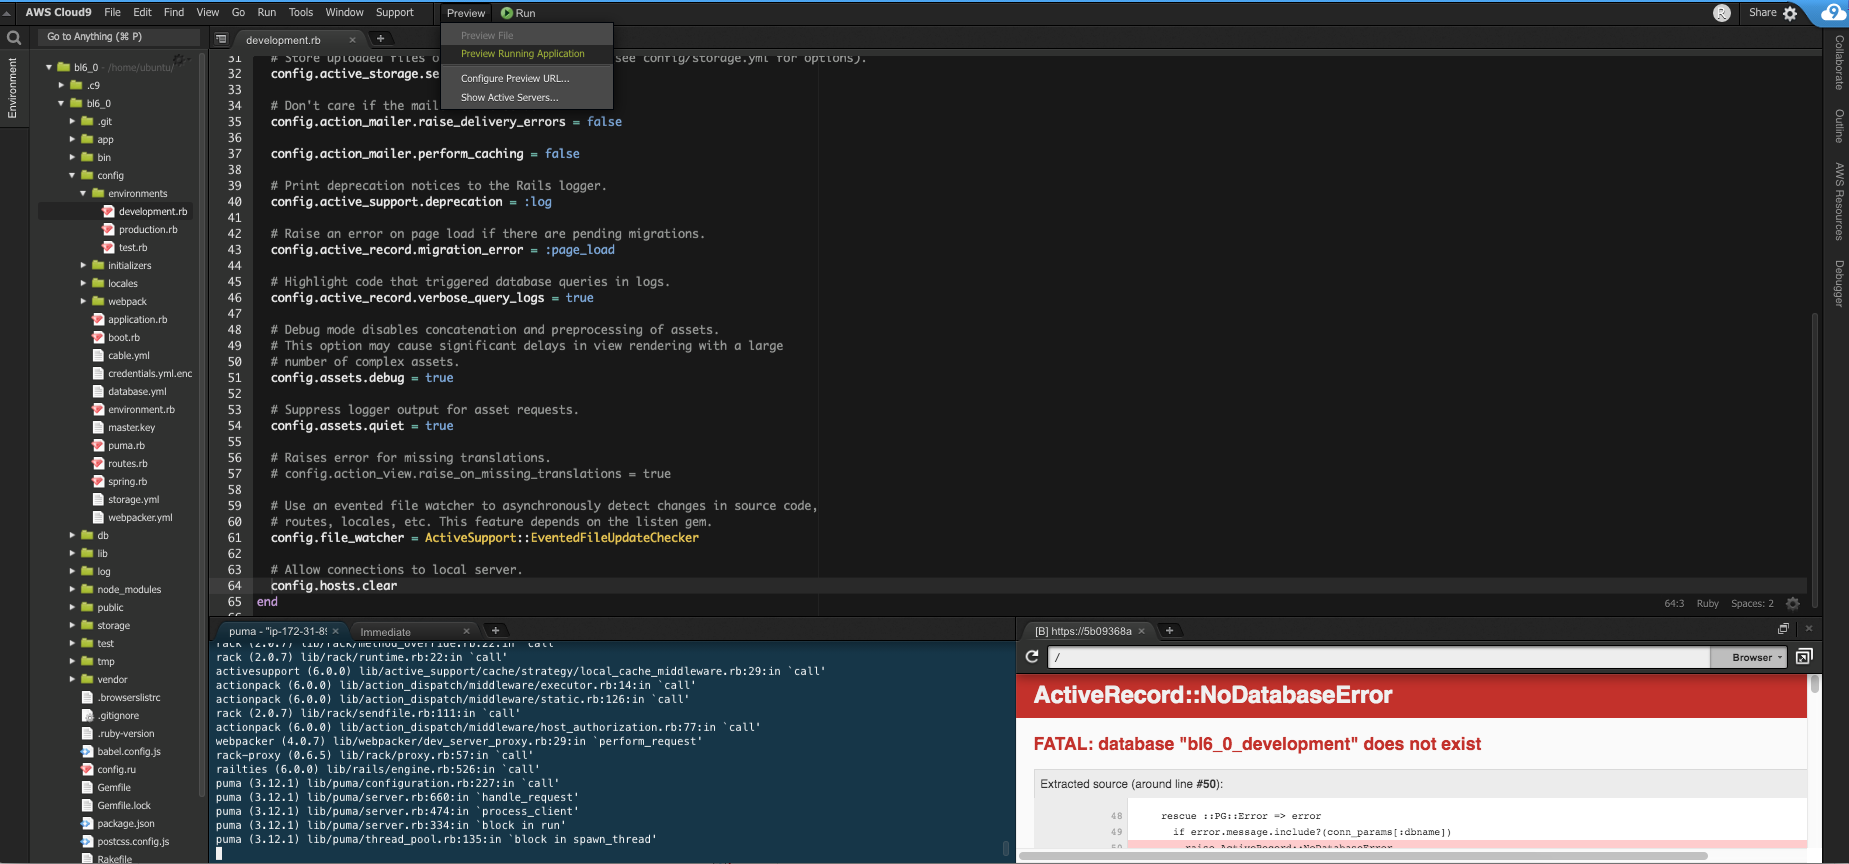 AWS Cloud9 File Edit Find View Go Run Tools Window Support Preview Run R Share
Go to Anything (⌘ P)
development.rb
Preview File
Preview Running Application
Configure Preview URL...
Show Active Servers...
Environment
bl6_0 - /home/ubuntu/
.c9
bl6_0
.git
app
bin
config
environments
development.rb
production.rb
test.rb
initializers
locales
webpack
application.rb
boot.rb
cable.yml
credentials.yml.enc
database.yml
environment.rb
master.key
puma.rb
routes.rb
spring.rb
storage.yml
webpacker.yml
db
lib
log
node_modules
public
storage
test
tmp
vendor
.browserslistrc
.gitignore
.ruby-version
babel.config.js
config.ru
Gemfile
Gemfile.lock
package.json
postcss.config.js
Rakefile
31 # Store uploaded files o see config/storage.yml for options).
32 config.active_storage.se
33
34 # Don't care if the mail
35 config.action_mailer.raise_delivery_errors = false
36
37 config.action_mailer.perform_caching = false
38
39 # Print deprecation notices to the Rails logger.
40 config.active_support.deprecation = :log
41
42 # Raise an error on page load if there are pending migrations.
43 config.active_record.migration_error = :page_load
44
45 # Highlight code that triggered database queries in logs.
46 config.active_record.verbose_query_logs = true
47
48 # Debug mode disables concatenation and preprocessing of assets.
49 # This option may cause significant delays in view rendering with a large
50 # number of complex assets.
51 config.assets.debug = true
52
53 # Suppress logger output for asset requests.
54 config.assets.quiet = true
55
56 # Raises error for missing translations.
57 # config.action_view.raise_on_missing_translations = true
58
59 # Use an evented file watcher to asynchronously detect changes in source code,
60 # routes, locales, etc. This feature depends on the listen gem.
61 config.file_watcher = ActiveSupport::EventedFileUpdateChecker
62
63 # Allow connections to local server.
64 config.hosts.clear
65 end
66
64:3 Ruby Spaces: 2
Collaborate
Outline
AWS Resources
Debugger
puma - "ip-172-31-89 Immediate
rack (2.0.7) lib/rack/method_override.rb:22:in `call'
rack (2.0.7) lib/rack/runtime.rb:22:in `call'
activesupport (6.0.0) lib/active_support/cache/strategy/local_cache_middleware.rb:29:in `call'
actionpack (6.0.0) lib/action_dispatch/middleware/executor.rb:14:in `call'
actionpack (6.0.0) lib/action_dispatch/middleware/static.rb:126:in `call'
rack (2.0.7) lib/rack/sendfile.rb:111:in `call'
actionpack (6.0.0) lib/action_dispatch/middleware/host_authorization.rb:77:in `call'
webpacker (4.0.7) lib/webpacker/dev_server_proxy.rb:29:in `perform_request'
rack-proxy (0.6.5) lib/rack/proxy.rb:57:in `call'
railties (6.0.0) lib/rails/engine.rb:526:in `call'
puma (3.12.1) lib/puma/configuration.rb:227:in `call'
puma (3.12.1) lib/puma/server.rb:660:in `handle_request'
puma (3.12.1) lib/puma/server.rb:474:in `process_client'
puma (3.12.1) lib/puma/server.rb:334:in `block in run'
puma (3.12.1) lib/puma/thread_pool.rb:135:in `block in spawn_thread'
[B] https://5b09368a
/ Browser
ActiveRecord::NoDatabaseError
FATAL: database "bl6_0_development" does not exist
Extracted source (around line #50):
48 rescue ::PG::Error => error
49 if error.message.include?(conn_params[:dbname])
50 raise ActiveRecord::NoDatabaseError